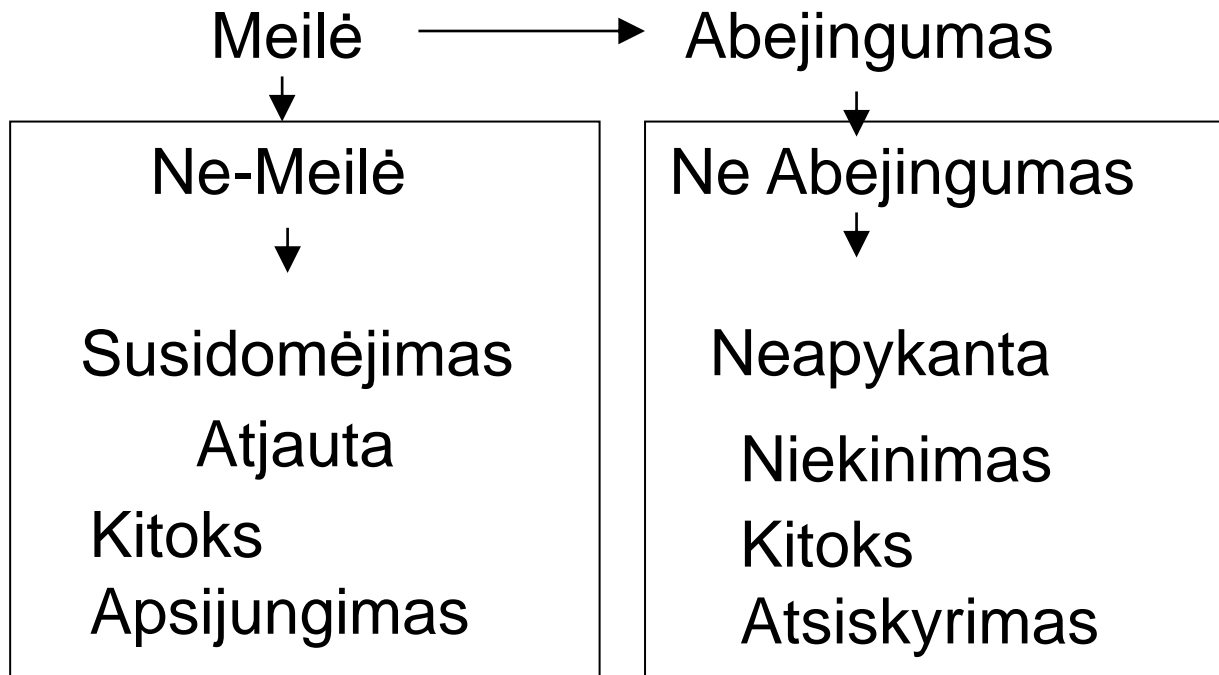 Meilė
Abejingumas
Ne-Meilė
Susidomėjimas
Atjauta
Kitoks
Apsijungimas
Ne Abejingumas
Neapykanta
Niekinimas
Kitoks
Atsiskyrimas